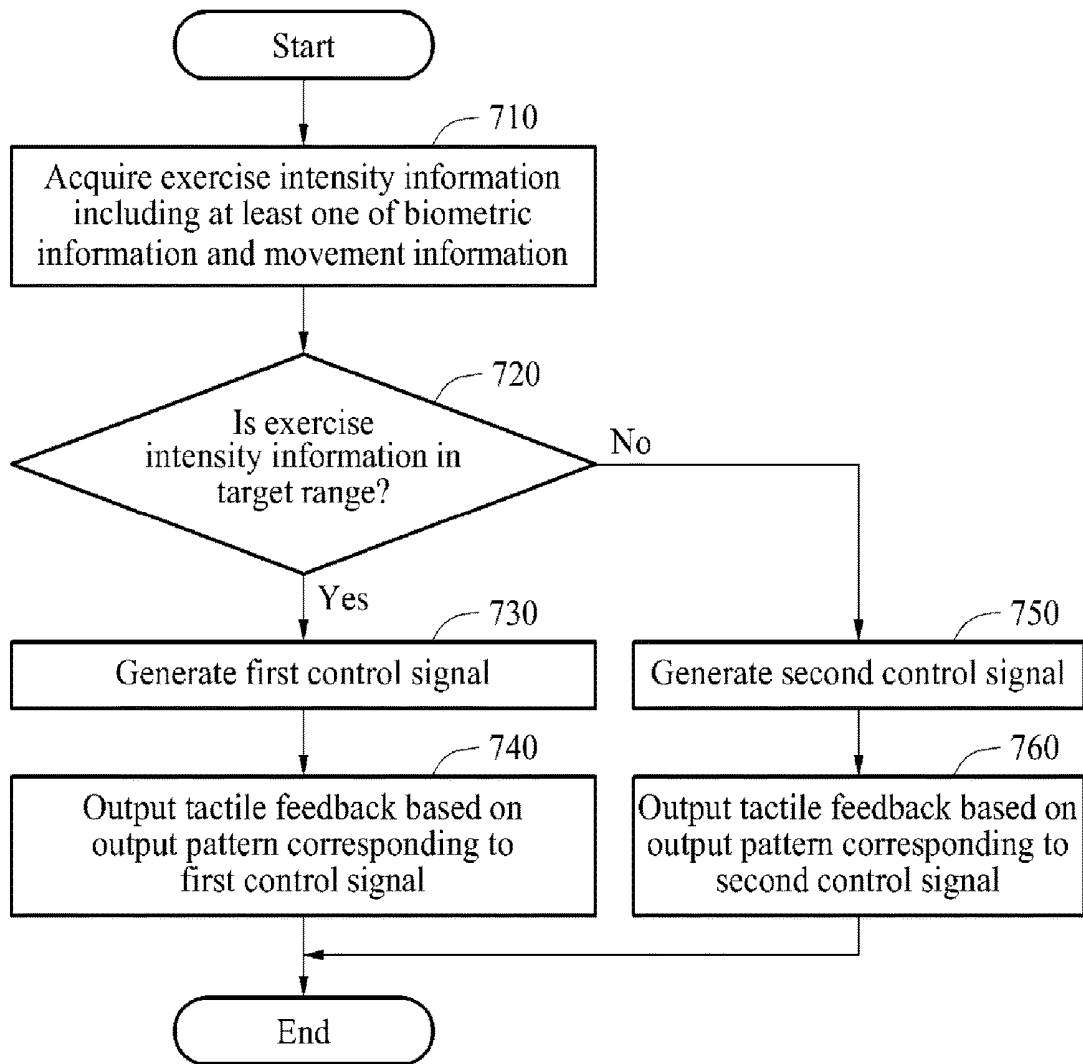 Start
710
Acquire exercise intensity information
including at least one of biometric
information and movement information
720
Is exercise
intensity information in
target range?
No
Yes
730
Generate first control signal
750
Generate second control signal
740
Output tactile feedback based on
output pattern corresponding to
first control signal
760
Output tactile feedback based on
output pattern corresponding to
second control signal
End